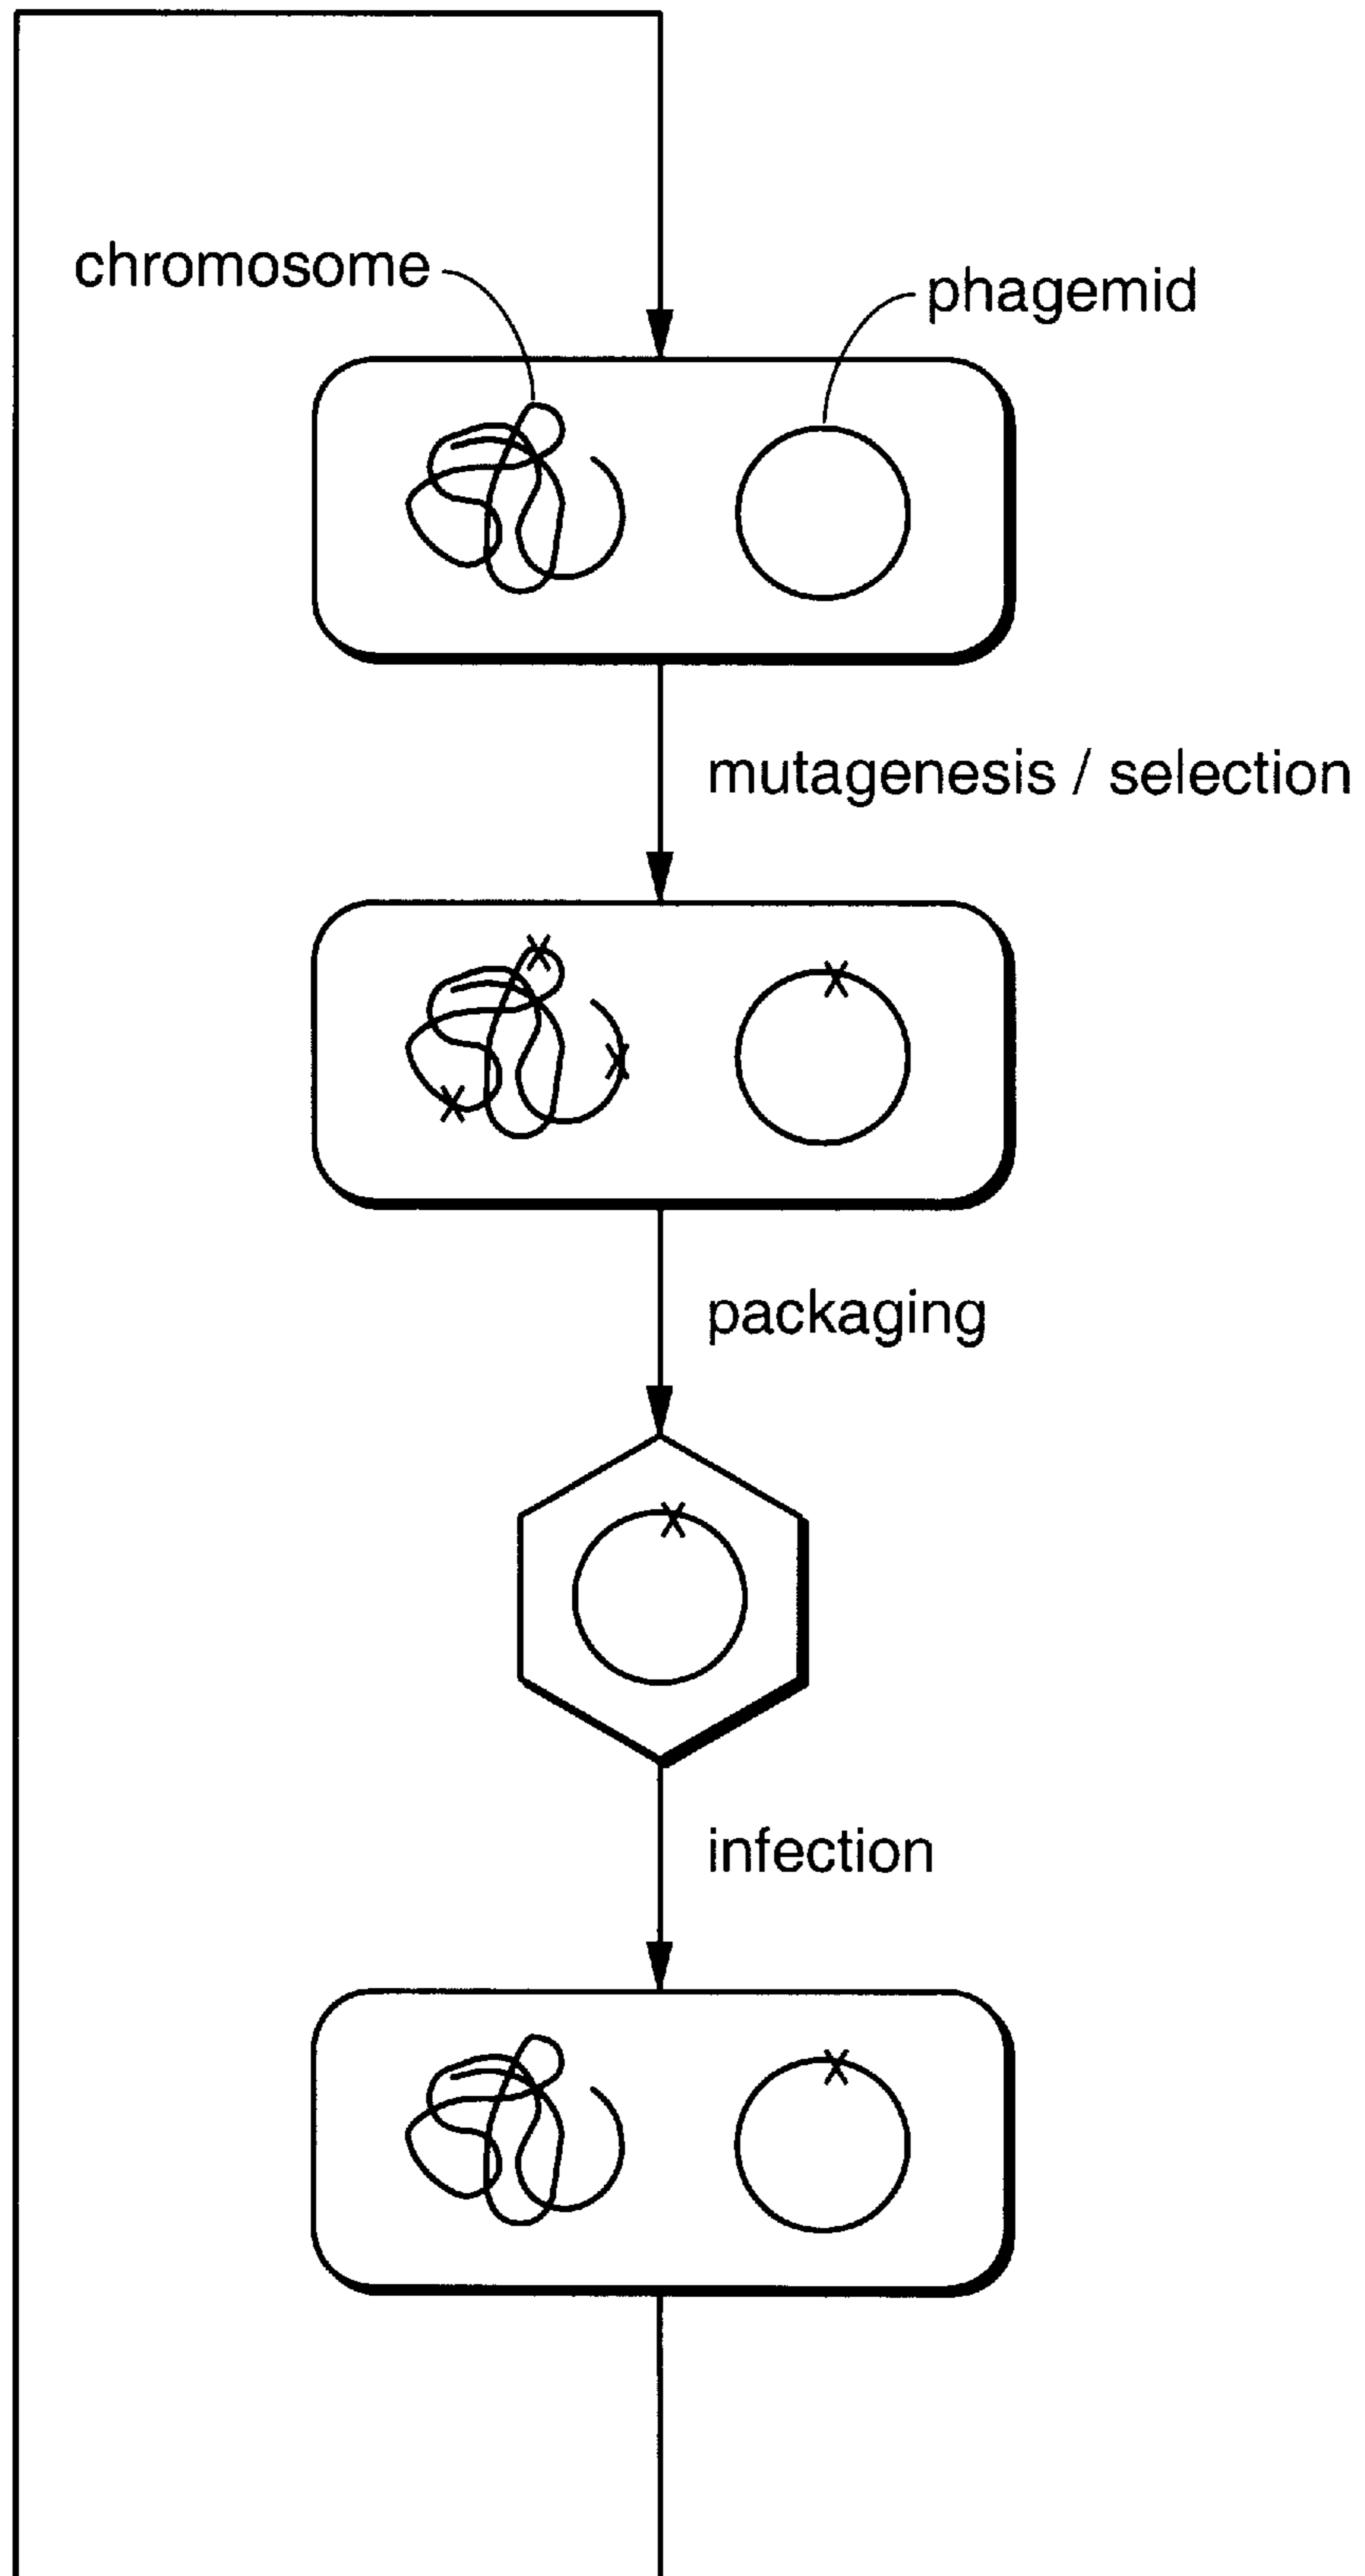 chromosome
phagemid
mutagenesis / selection
packaging
infection